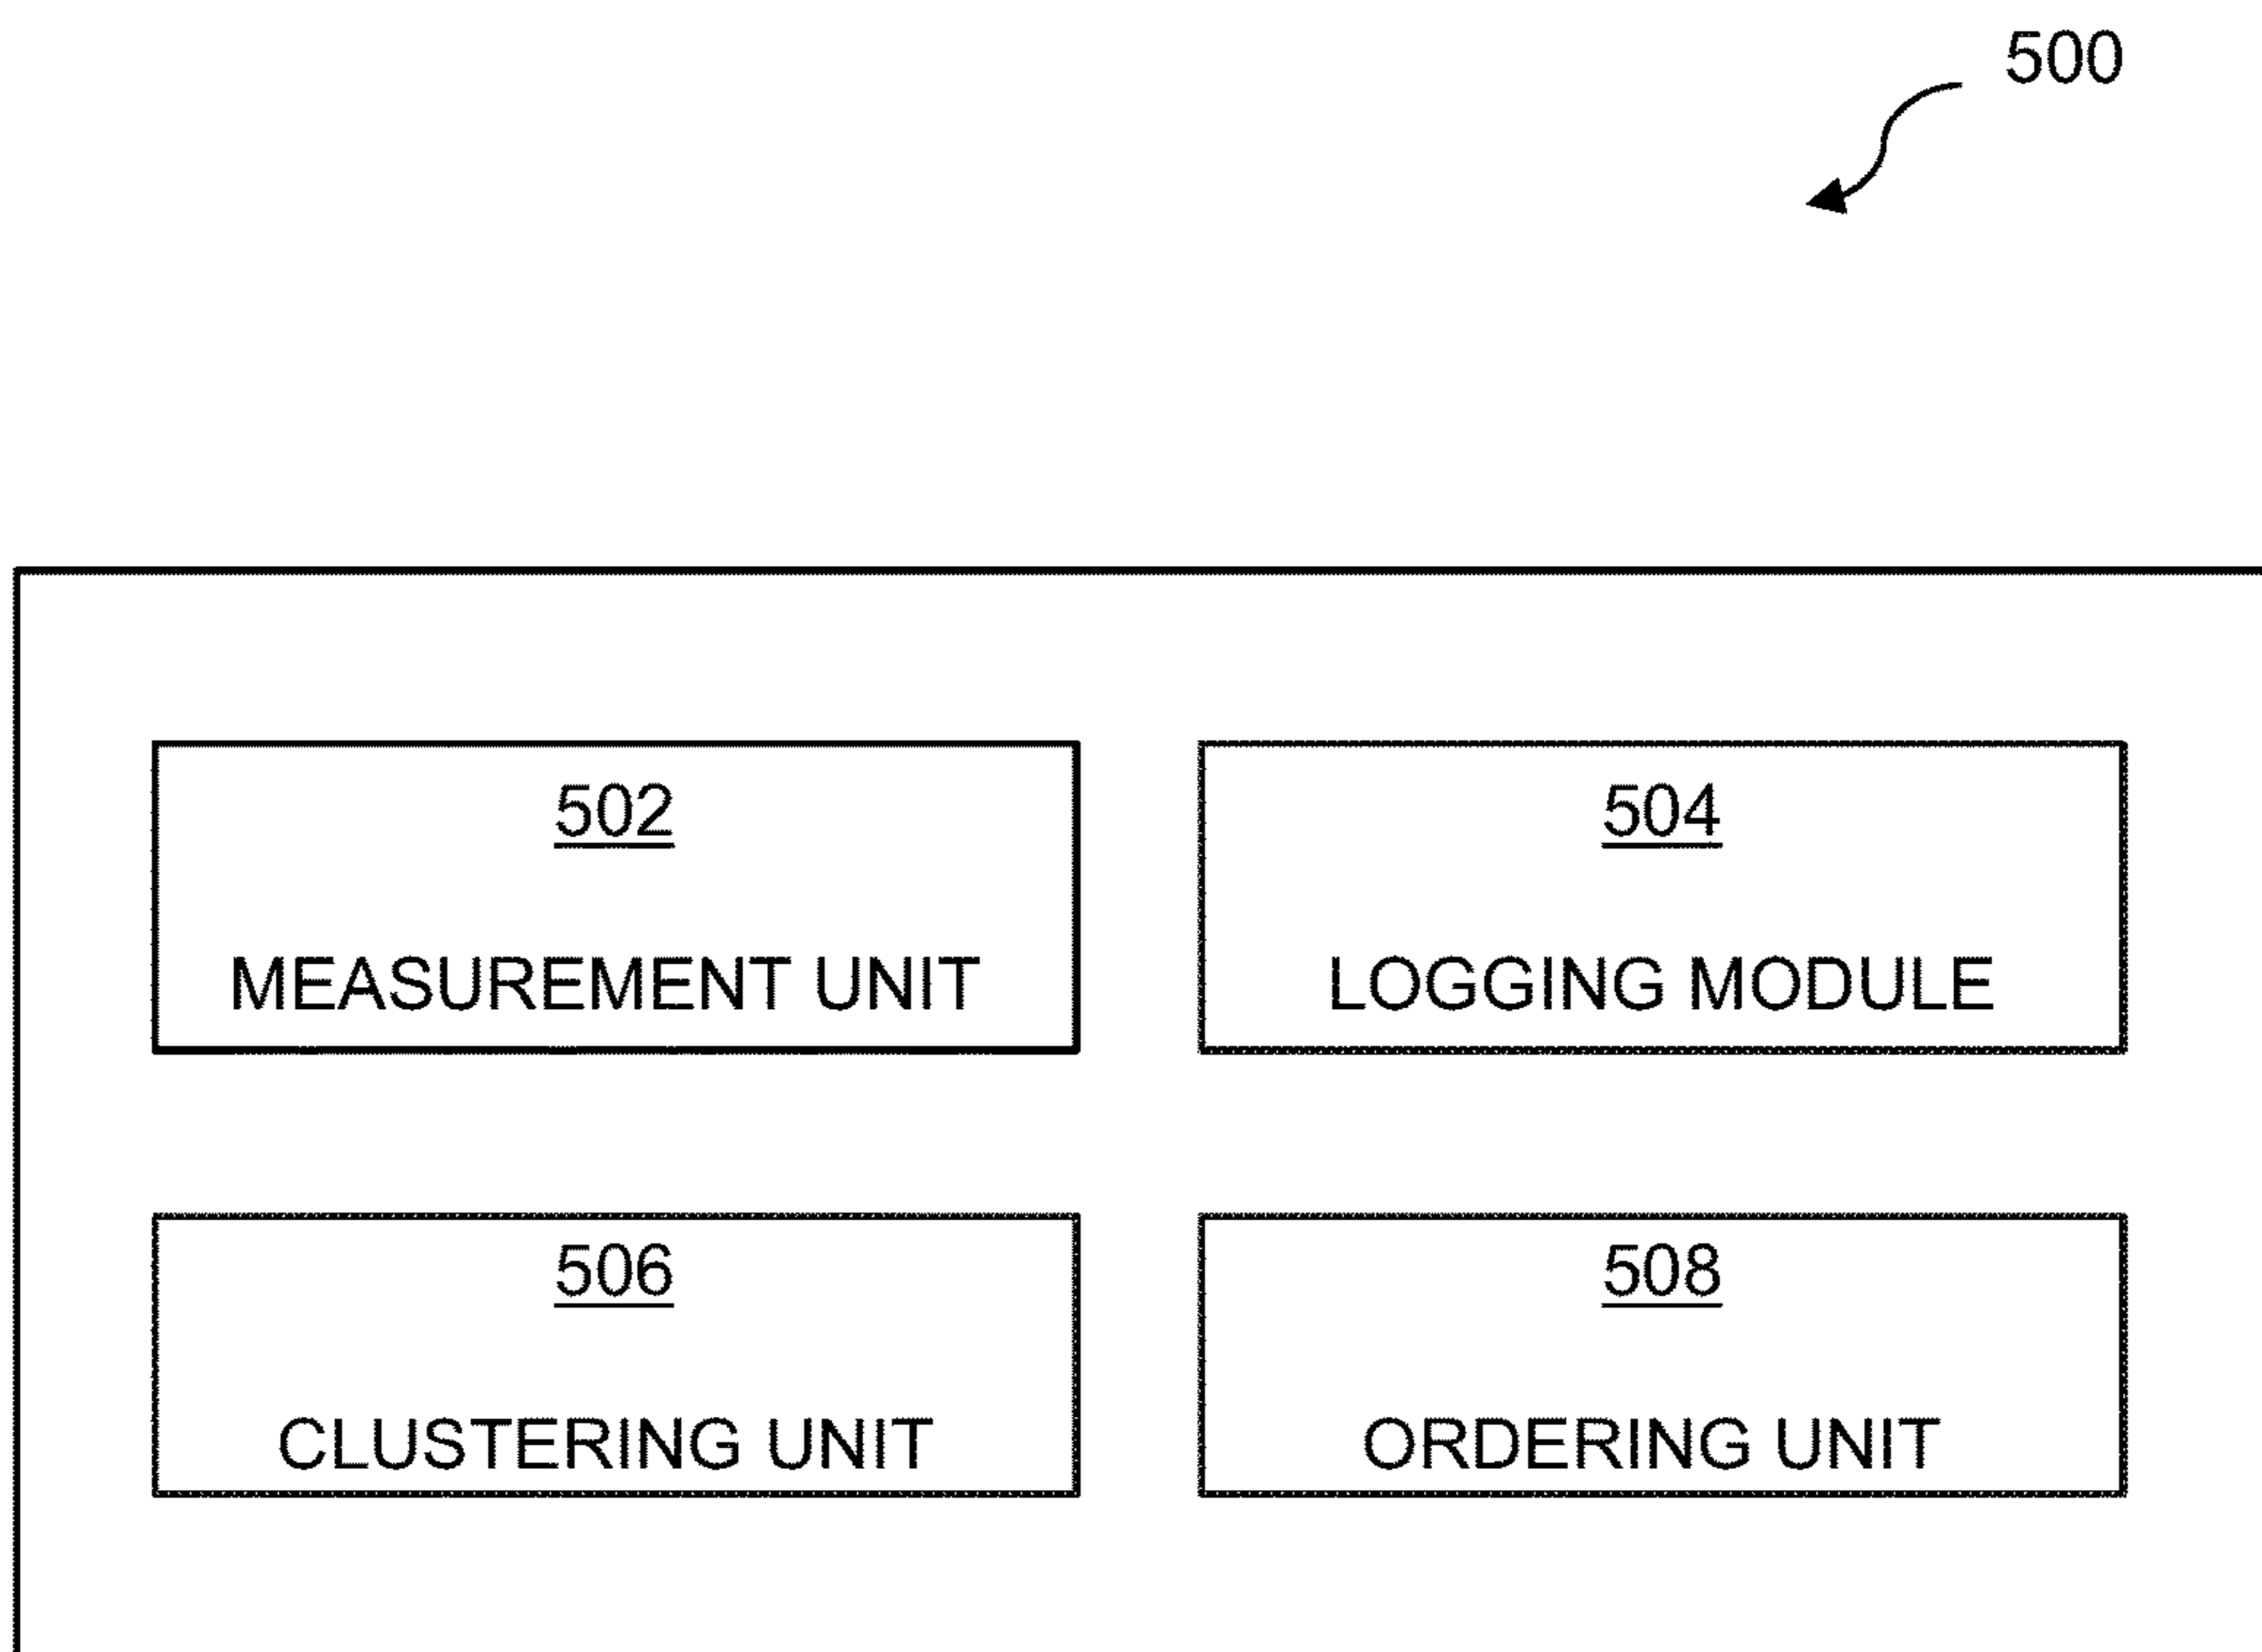 500
502
MEASUREMENT UNIT
504
LOGGING MODULE
506
CLUSTERING UNIT
508
ORDERING UNIT